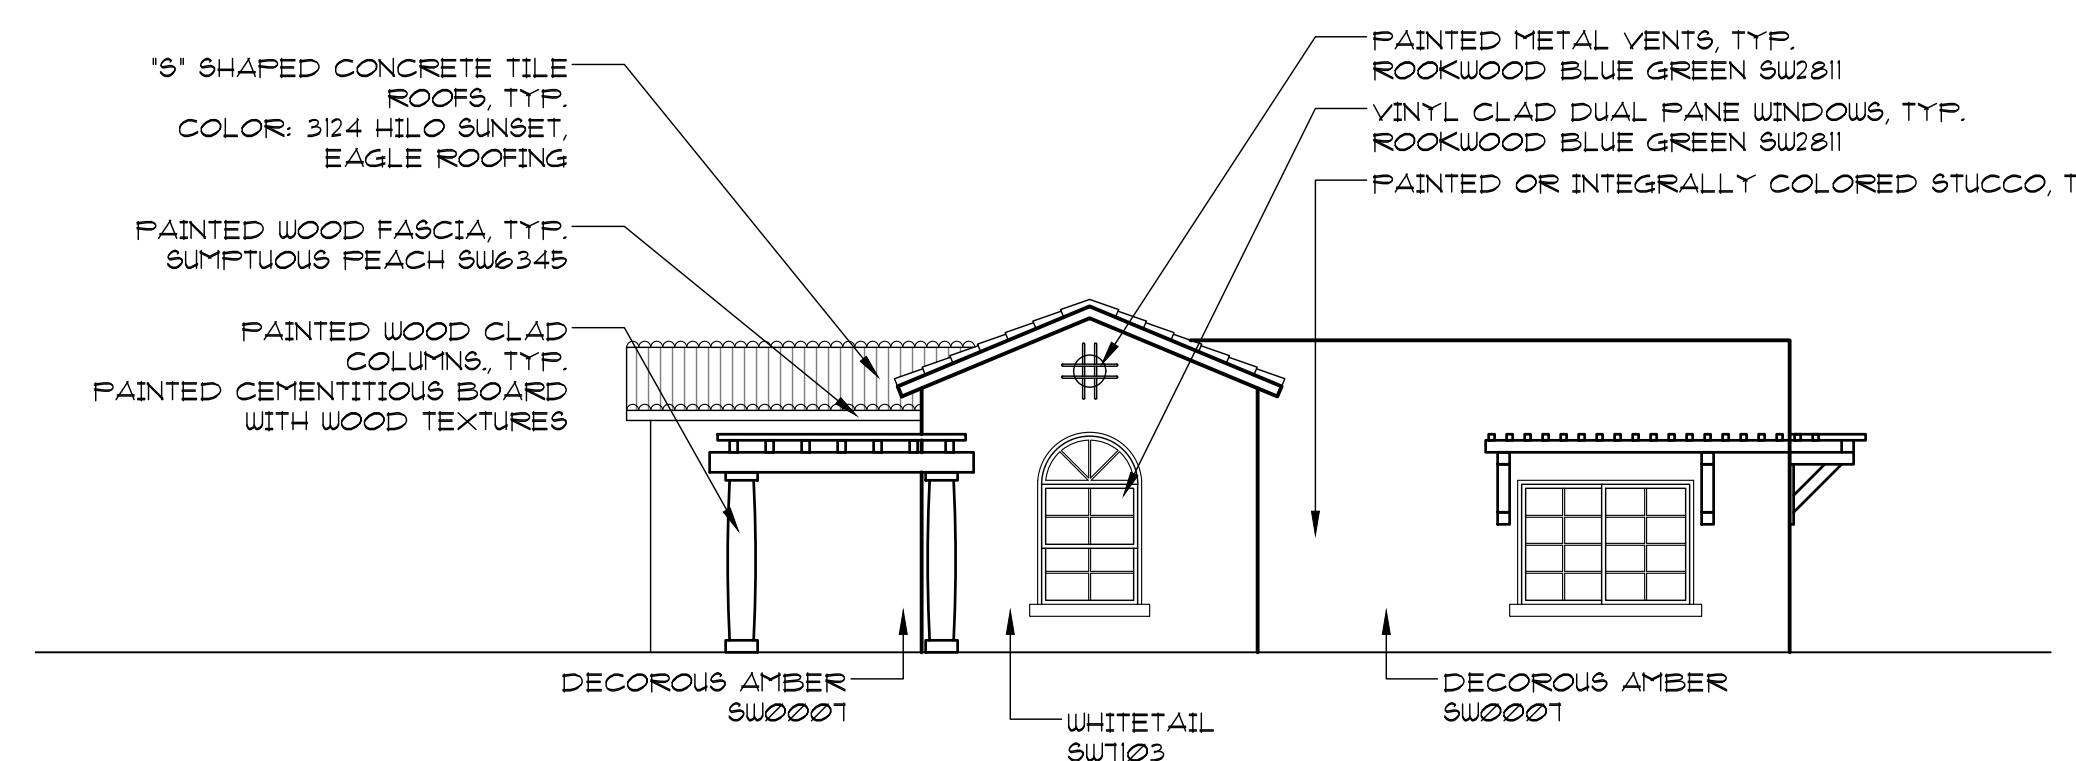 "S" SHAPED CONCRETE TILE
ROOFS, TYP.
COLOR: 3124 HILO SUNSET,
EAGLE ROOFING
PAINTED WOOD FASCIA, TYP.
SUMPTUOUS PEACH SW6345
PAINTED WOOD CLAD
COLUMNS., TYP.
PAINTED CEMENTITIOUS BOARD
WITH WOOD TEXTURES
PAINTED METAL VENTS, TYP.
ROOKWOOD BLUE GREEN SW2811
VINYL CLAD DUAL PANE WINDOWS, TYP.
ROOKWOOD BLUE GREEN SW2811
PAINTED OR INTEGRALLY COLORED STUCCO, T
DECOROUS AMBER
SW0007
WHITETAIL
SW7103
DECOROUS AMBER
SW0007